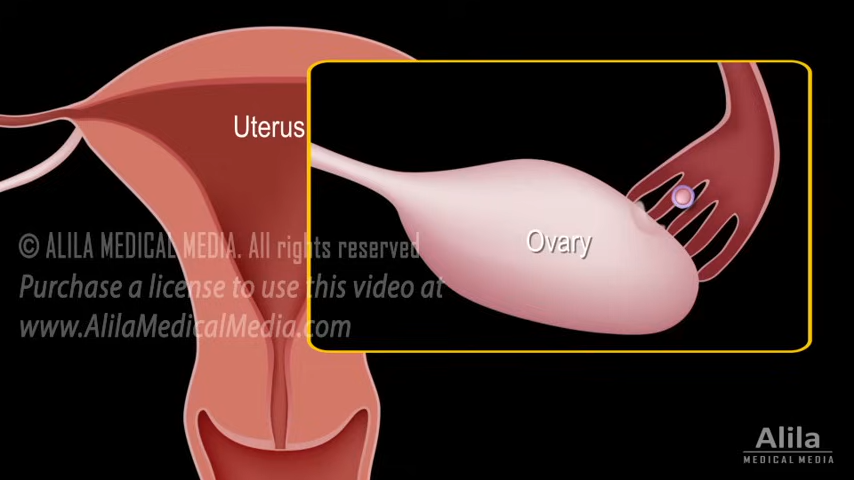 Uterus
Ovary
© ALILA MEDICAL MEDIA. All rights reserved
Purchase a license to use this video at
www.AlilaMedicalMedia.com
Alila
MEDICAL MEDIA